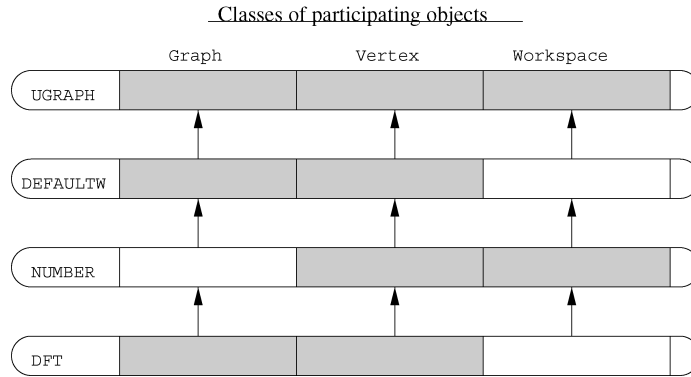 Classes of participating objects
Graph Vertex Workspace
UGRAPH
DEFAULTW
NUMBER
DFT